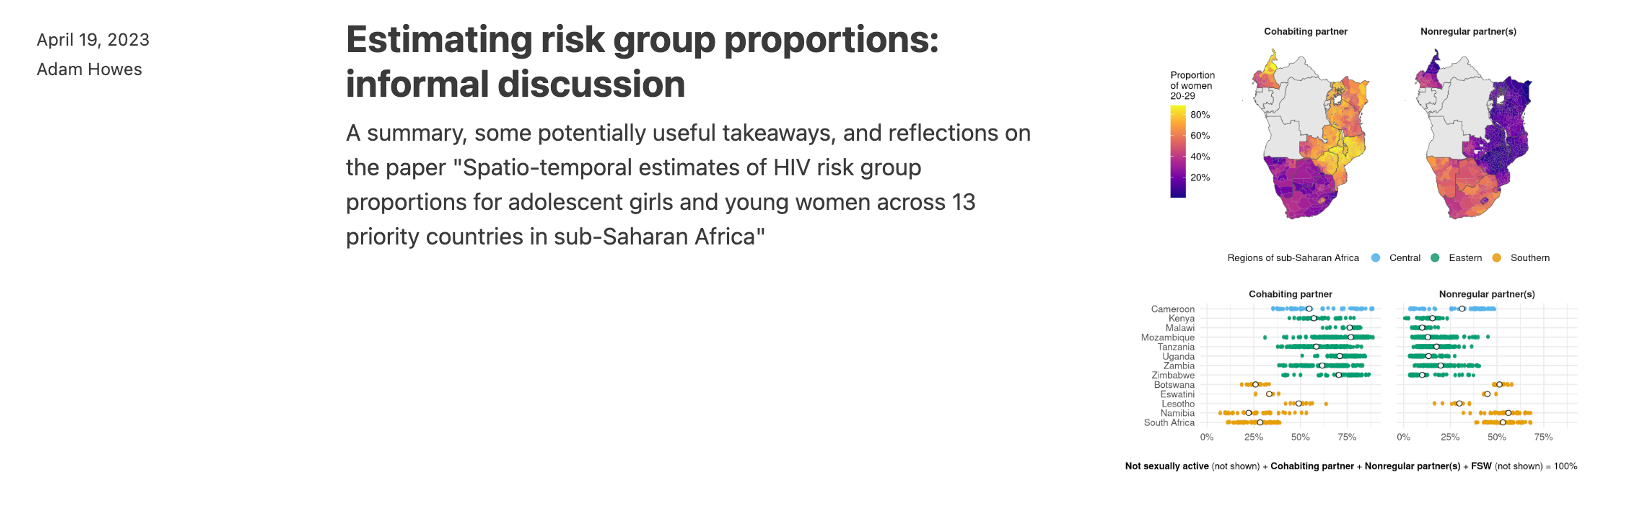 April 19, 2023
Adam Howes
Estimating risk group proportions:
informal discussion
A summary, some potentially useful takeaways, and reflections on
the paper "Spatio-temporal estimates of HIV risk group
proportions for adolescent girls and young women across 13
priority countries in sub-Saharan Africa"
Cohabiting partner
Nonregular partner(s)
Proportion
of women
20-29
80%
60%
40%
20%
Regions of sub-Saharan Africa Central Eastern Southern
Cohabiting partner
Nonregular partner(s)
Cameroon
Kenya
Malawi
Mozambique
Tanzania
Uganda
Zambia
Zimbabwe
Botswana
Eswatini
Lesotho
Namibia
South Africa
0% 25% 50% 75%
0% 25% 50% 75%
Not sexually active (not shown) + Cohabiting partner + Nonregular partner(s) + FSW (not shown) = 100%